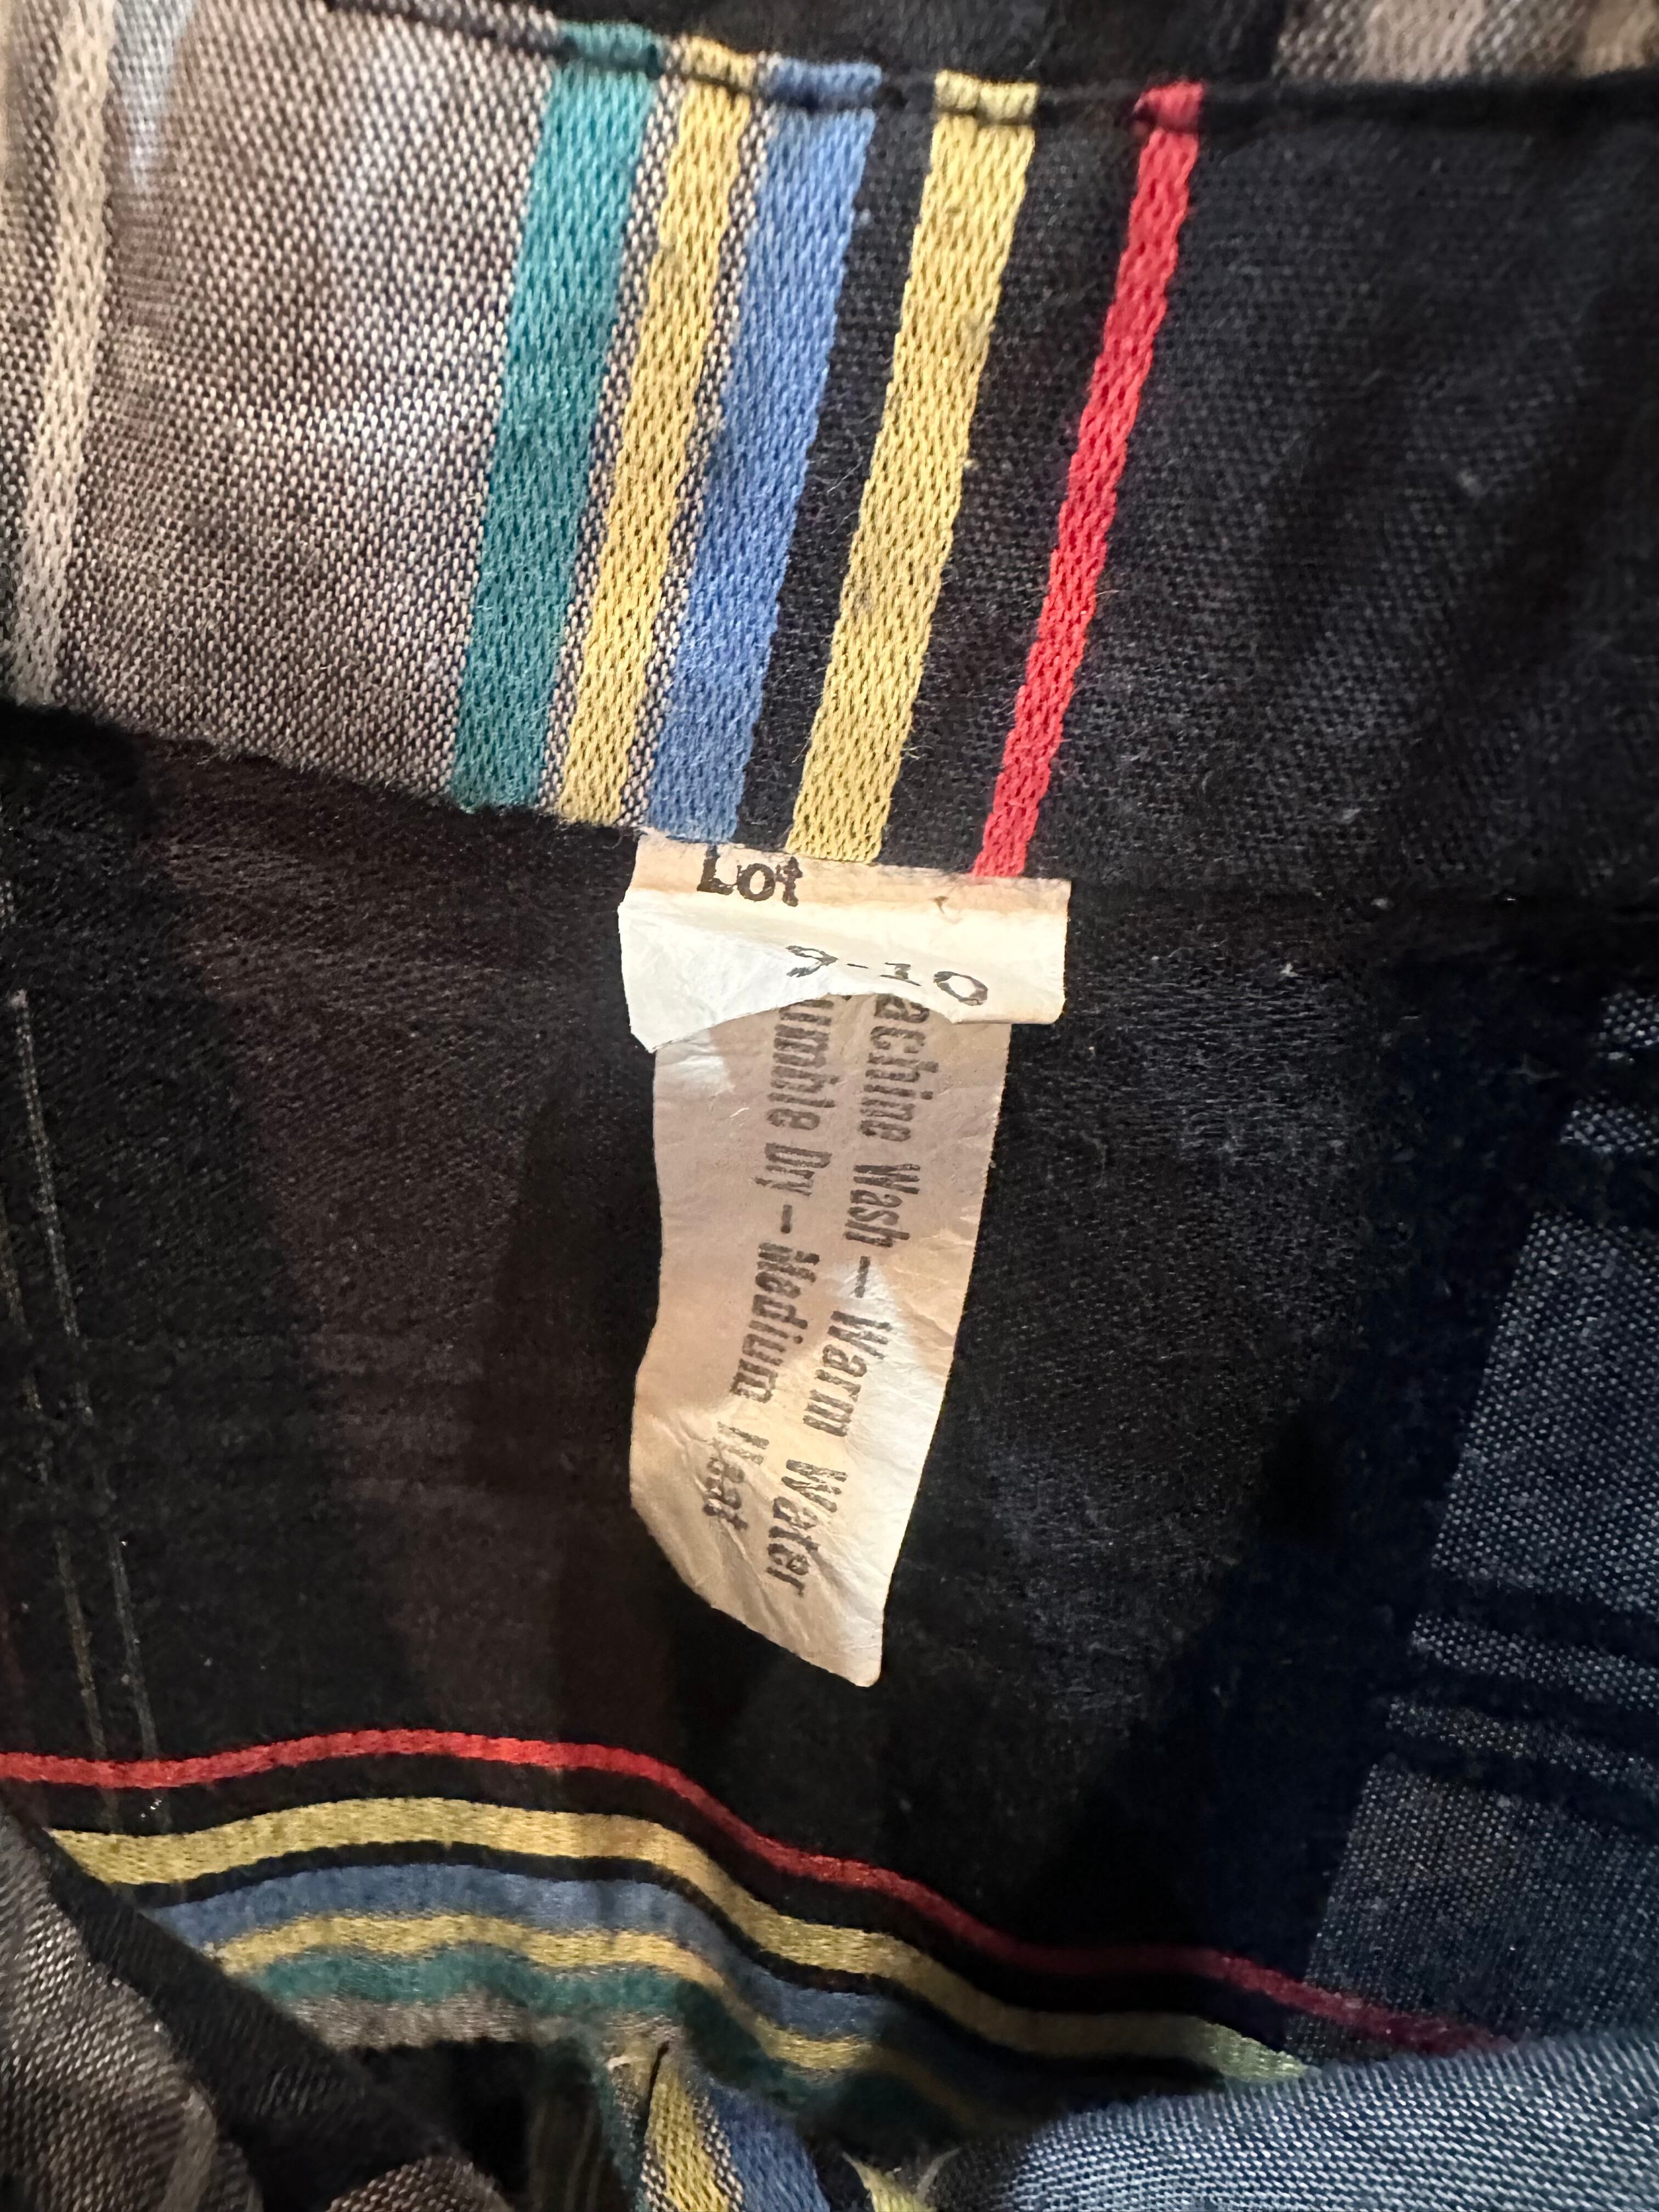 Lot
9-10
achine Wash — Warm Water
umble Dry — Medium Heat